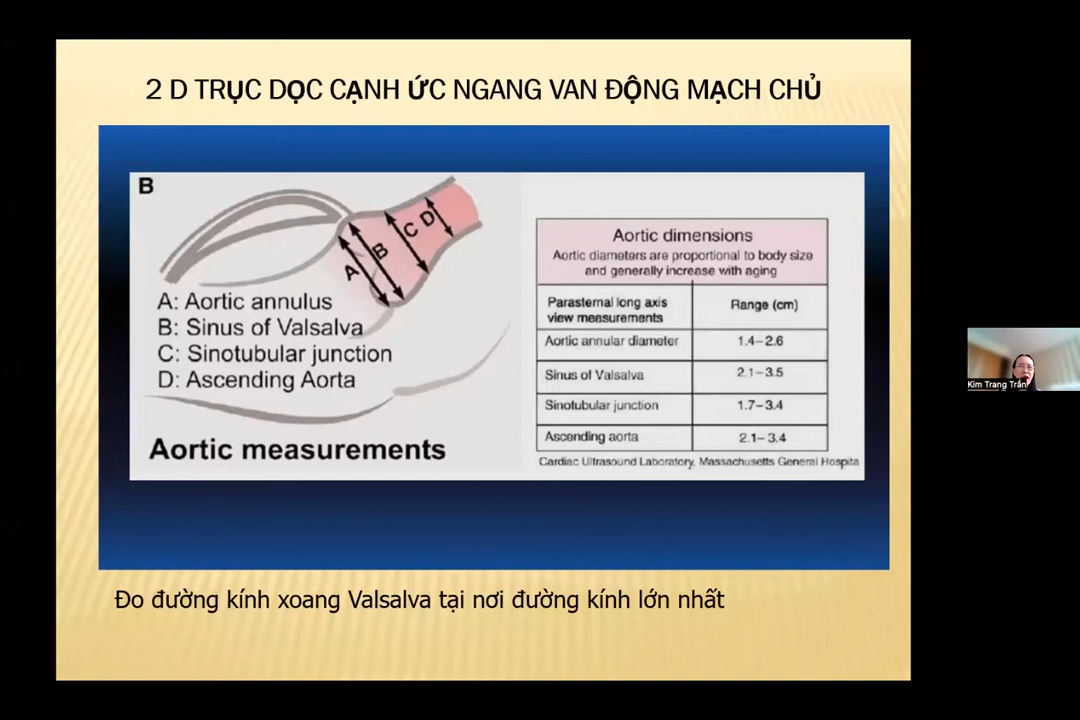 2 D TRỤC DỌC CẠNH ỨC NGANG VAN ĐỘNG MẠCH CHỦ
B
A
B
C
D
A: Aortic annulus
B: Sinus of Valsalva
C: Sinotubular junction
D: Ascending Aorta
Aortic measurements
Aortic dimensions
Aortic diameters are proportional to body size
and generally increase with aging
Parasternal long axis
view measurements
Range (cm)
Aortic annular diameter
1.4–2.6
Sinus of Valsalva
2.1–3.5
Sinotubular junction
1.7–3.4
Ascending aorta
2.1–3.4
Cardiac Ultrasound Laboratory, Massachusetts General Hospita
Đo đường kính xoang Valsalva tại nơi đường kính lớn nhất
Kim Trang Trần